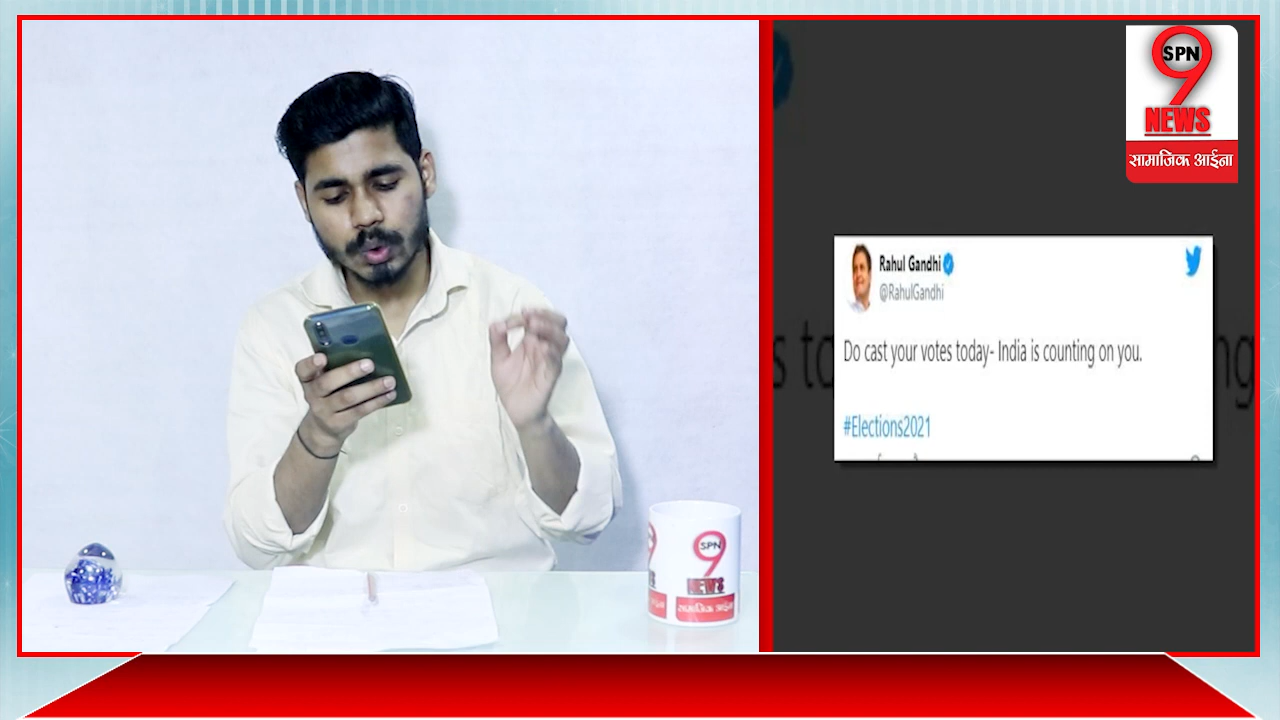 SPN
9
NEWS
सामाजिक आईना
Rahul Gandhi
@RahulGandhi
Do cast your votes today- India is counting on you.
#Elections2021
SPN
9
NEWS
सामाजिक आईना